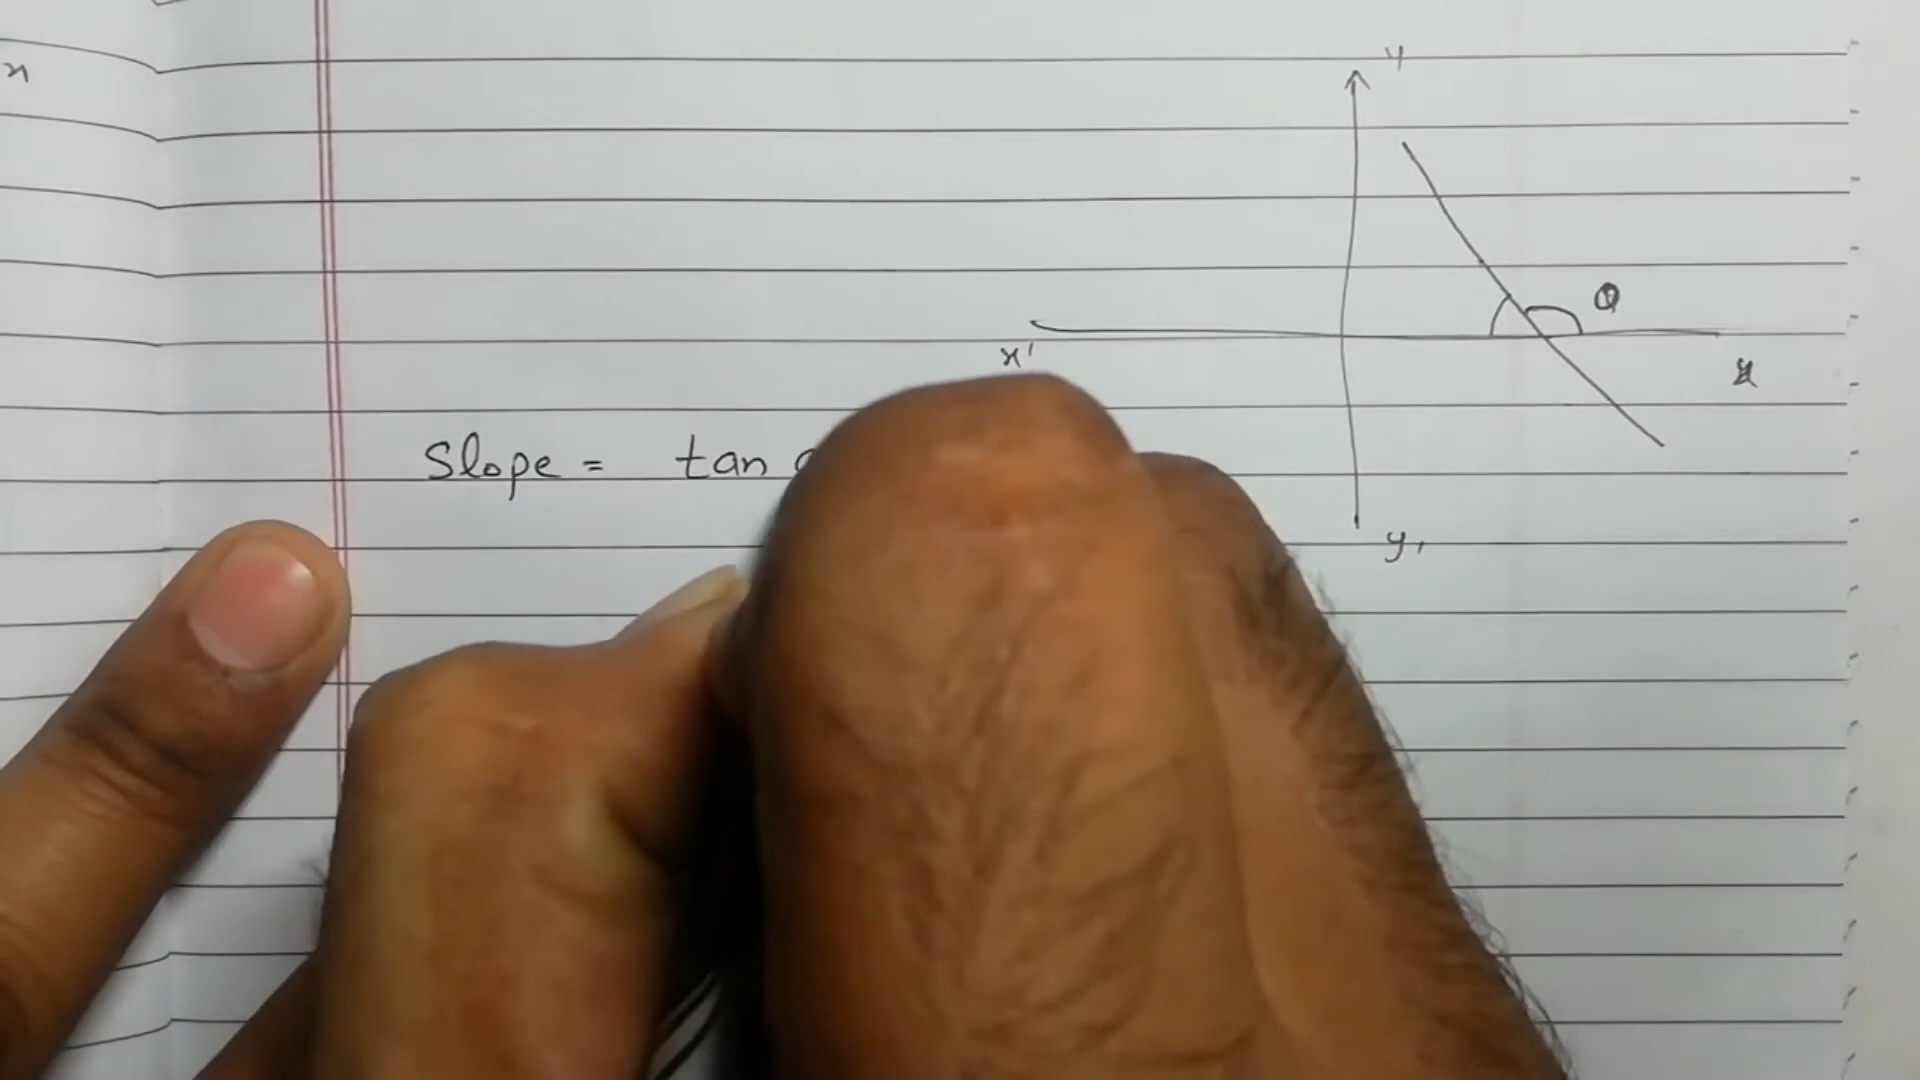 x
y
θ
x'
x
Slope = tan
y'